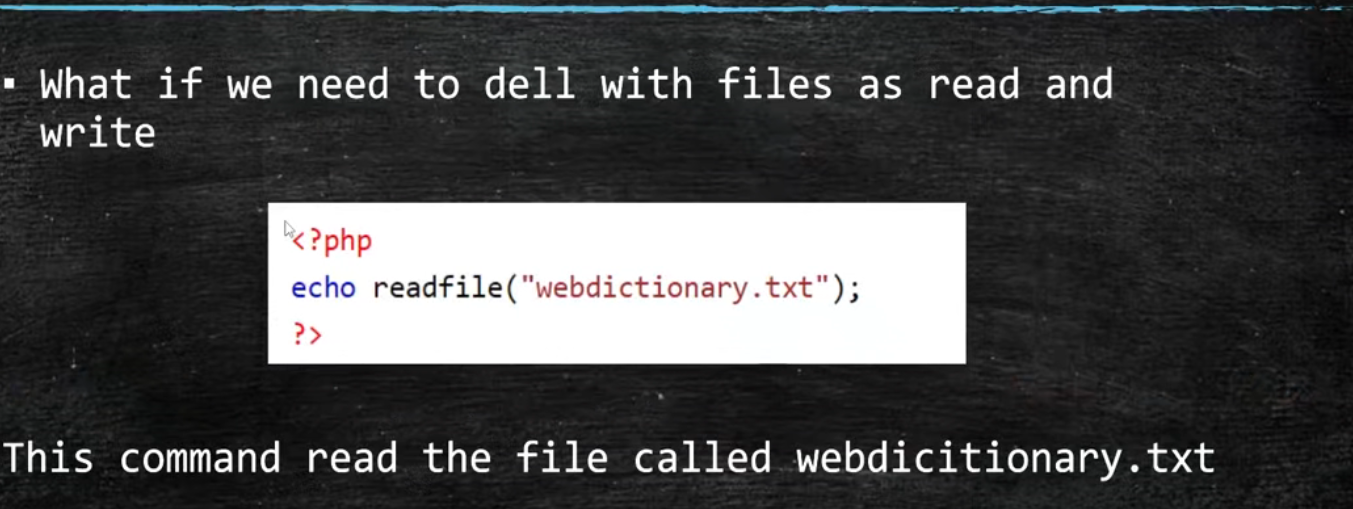 ▪ What if we need to dell with files as read and
write
<?php
echo readfile("webdictionary.txt");
?>
This command read the file called webdicitionary.txt